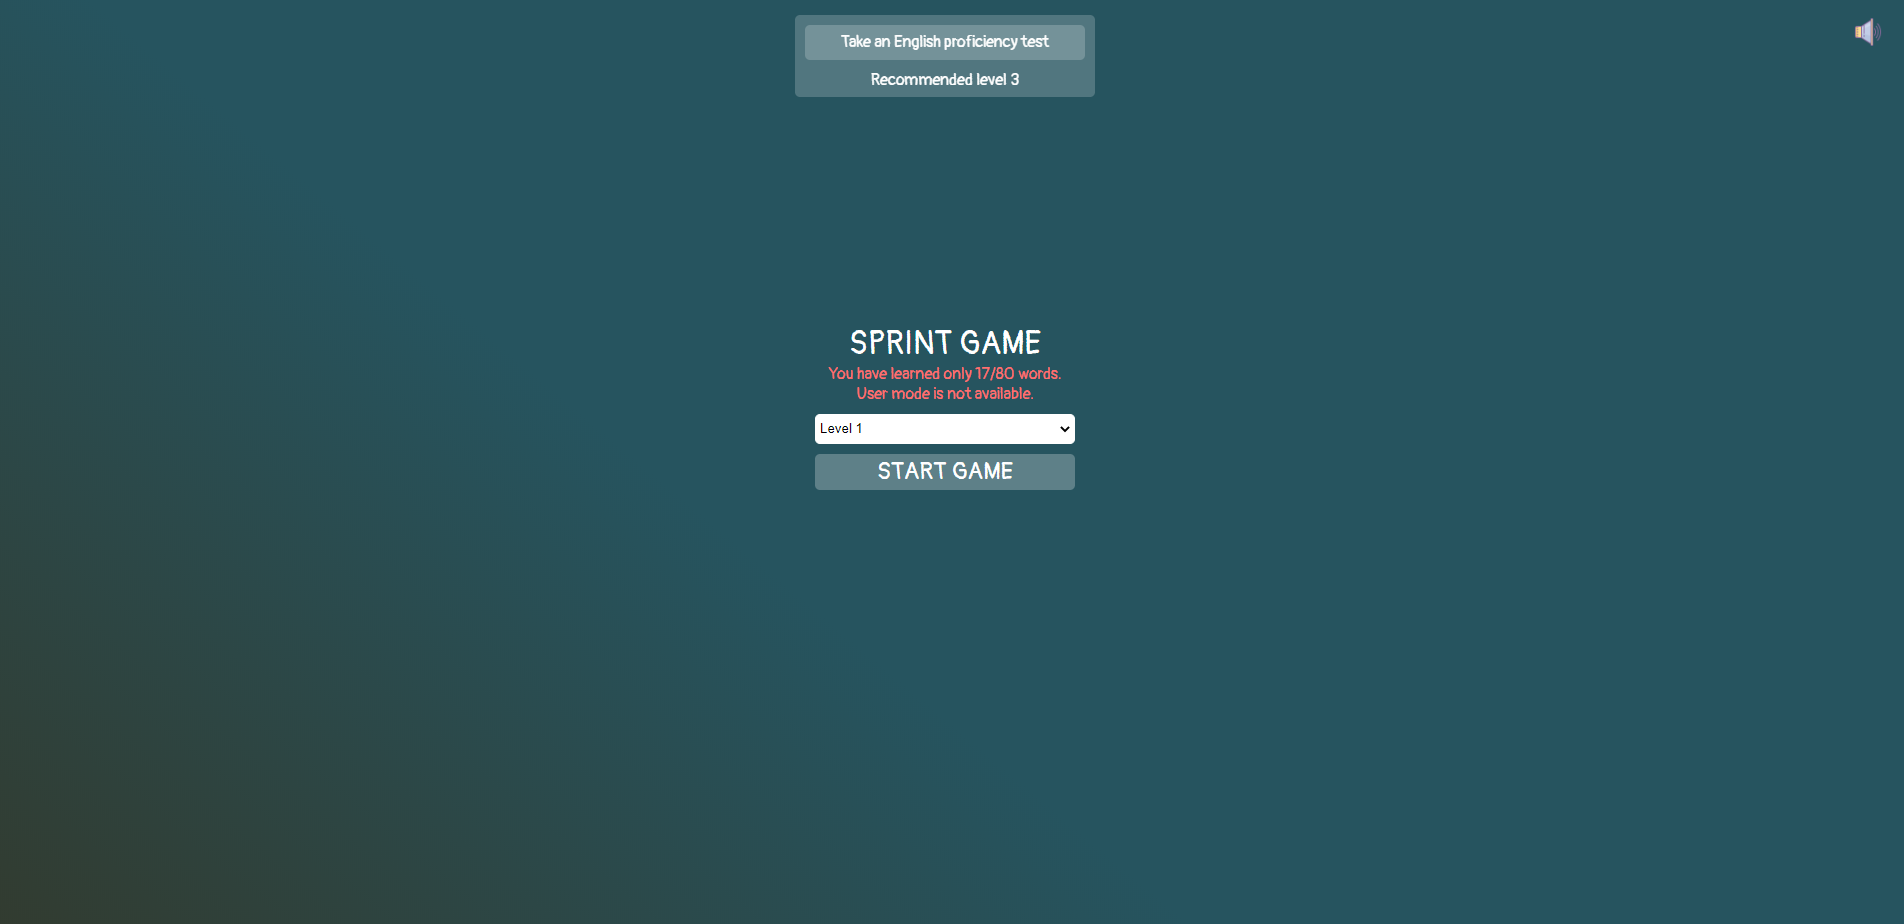 Take an English proficiency test
Recommended level 3
SPRINT GAME
You have learned only 17/80 words.
User mode is not available.
Level 1
START GAME